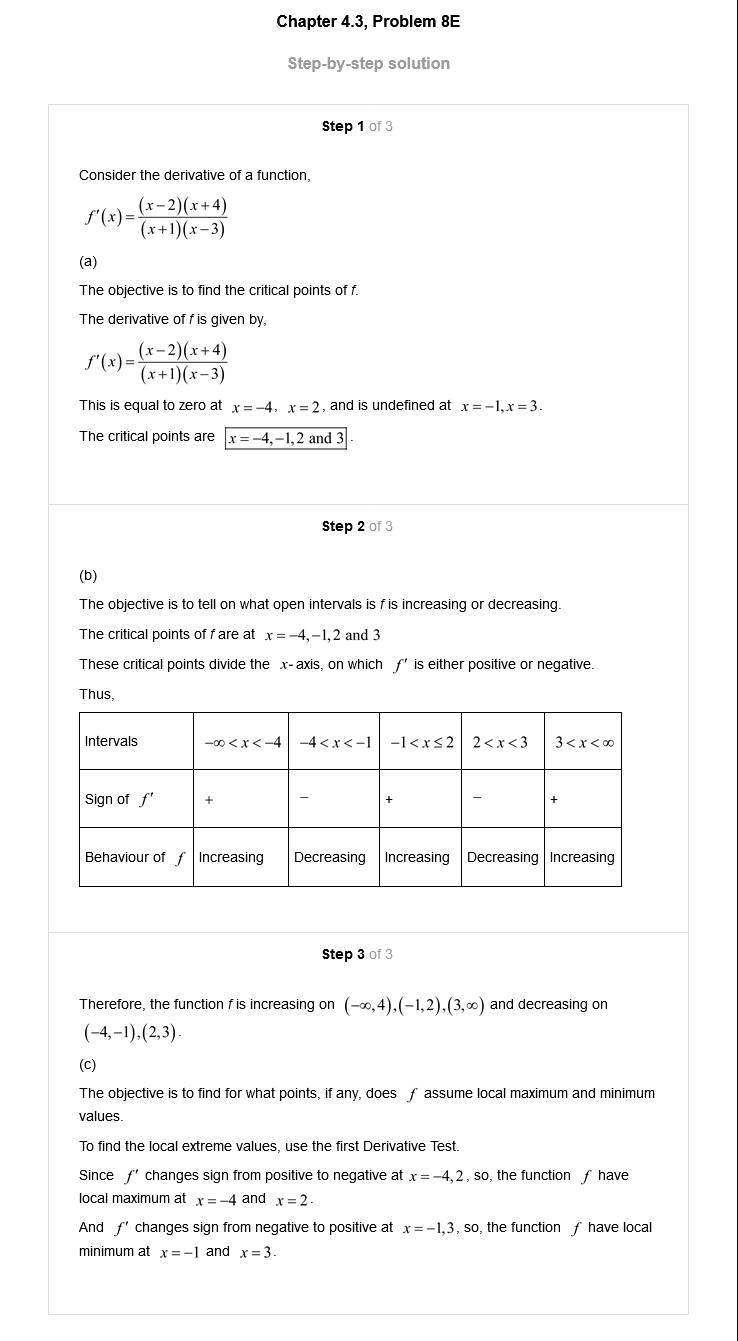 Chapter 4.3, Problem 8E
Step-by-step solution
Step 1 of 3
Consider the derivative of a function,
f'(x) = (x−2)(x+4) / (x+1)(x−3)
(a)
The objective is to find the critical points of f.
The derivative of f is given by,
f'(x) = (x−2)(x+4) / (x+1)(x−3)
This is equal to zero at x = −4, x = 2, and is undefined at x = −1, x = 3.
The critical points are x = −4, −1, 2 and 3.
Step 2 of 3
(b)
The objective is to tell on what open intervals is f is increasing or decreasing.
The critical points of f are at x = −4, −1, 2 and 3
These critical points divide the x-axis, on which f' is either positive or negative.
Thus,
Intervals −∞ < x < −4 −4 < x < −1 −1 < x ≤ 2 2 < x < 3 3 < x < ∞
Sign of f' + − + − +
Behaviour of f Increasing Decreasing Increasing Decreasing Increasing
Step 3 of 3
Therefore, the function f is increasing on (−∞, 4), (−1, 2), (3, ∞) and decreasing on
(−4, −1), (2, 3).
(c)
The objective is to find for what points, if any, does f assume local maximum and minimum
values.
To find the local extreme values, use the first Derivative Test.
Since f' changes sign from positive to negative at x = −4, 2, so, the function f have
local maximum at x = −4 and x = 2.
And f' changes sign from negative to positive at x = −1, 3, so, the function f have local
minimum at x = −1 and x = 3.